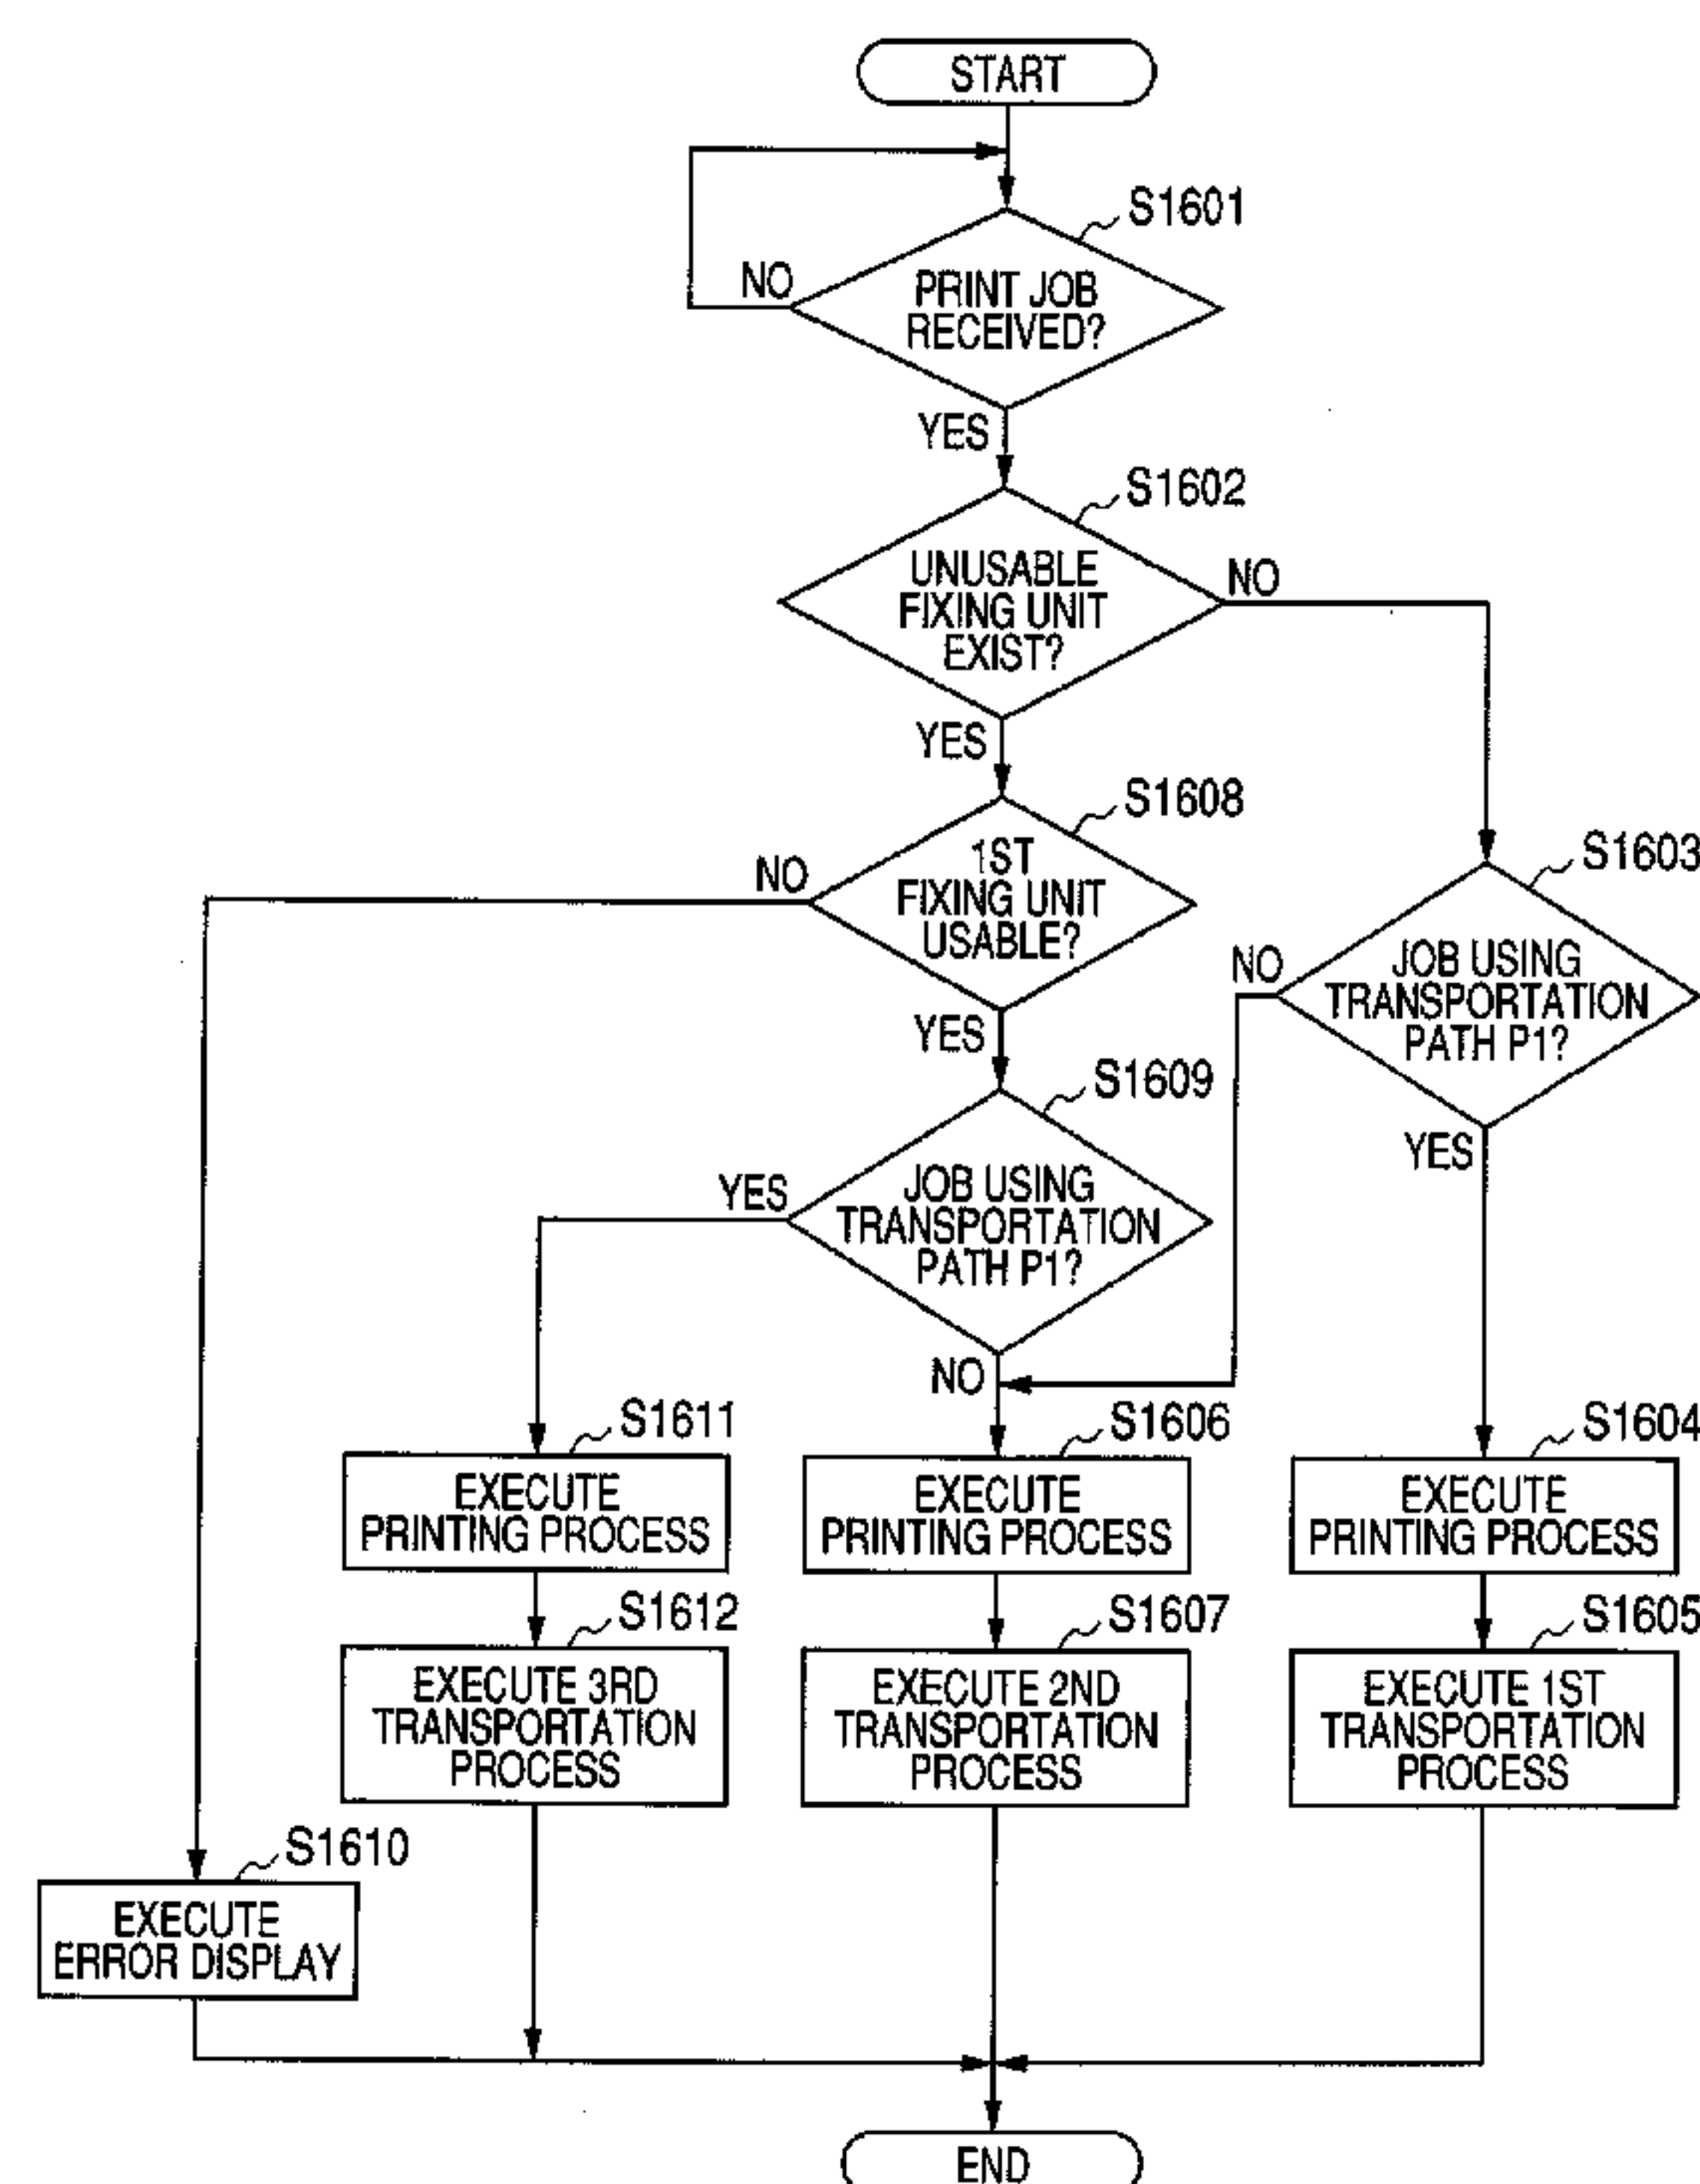 START
S1601
NO
PRINT JOB
RECEIVED?
YES
S1602
UNUSABLE
FIXING UNIT
EXIST?
NO
YES
S1608
1ST
FIXING UNIT
USABLE?
NO
YES
S1603
JOB USING
TRANSPORTATION
PATH P1?
NO
YES
S1609
JOB USING
TRANSPORTATION
PATH P1?
YES
NO
S1611
EXECUTE
PRINTING PROCESS
S1606
EXECUTE
PRINTING PROCESS
S1604
EXECUTE
PRINTING PROCESS
S1612
EXECUTE 3RD
TRANSPORTATION
PROCESS
S1607
EXECUTE 2ND
TRANSPORTATION
PROCESS
S1605
EXECUTE 1ST
TRANSPORTATION
PROCESS
S1610
EXECUTE
ERROR DISPLAY
END